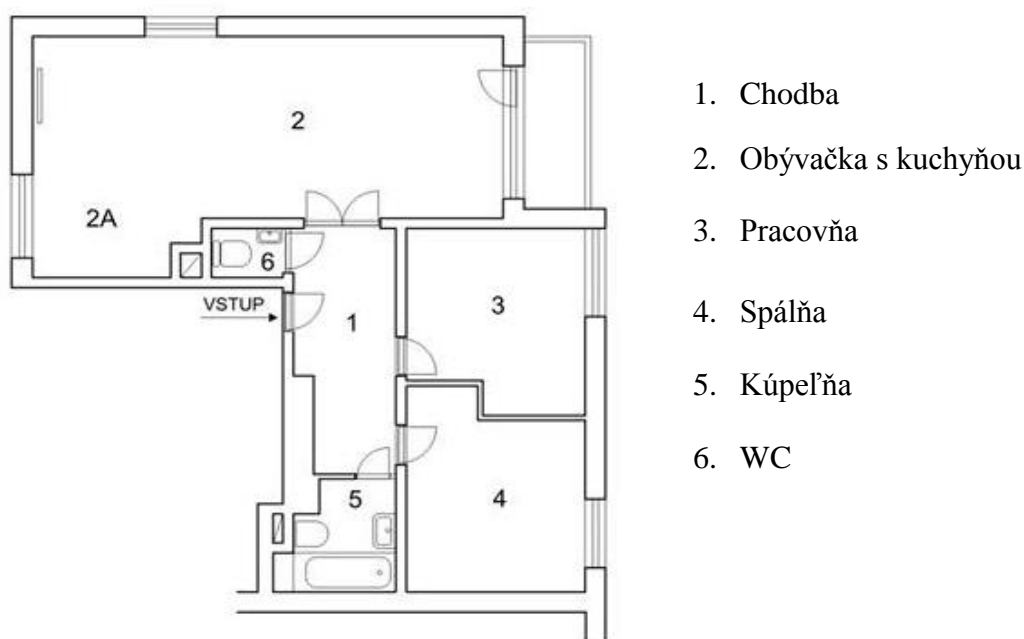 2
2A
6
VSTUP
1
3
5
4
1. Chodba
2. Obývačka s kuchyňou
3. Pracovňa
4. Spálňa
5. Kúpeľňa
6. WC